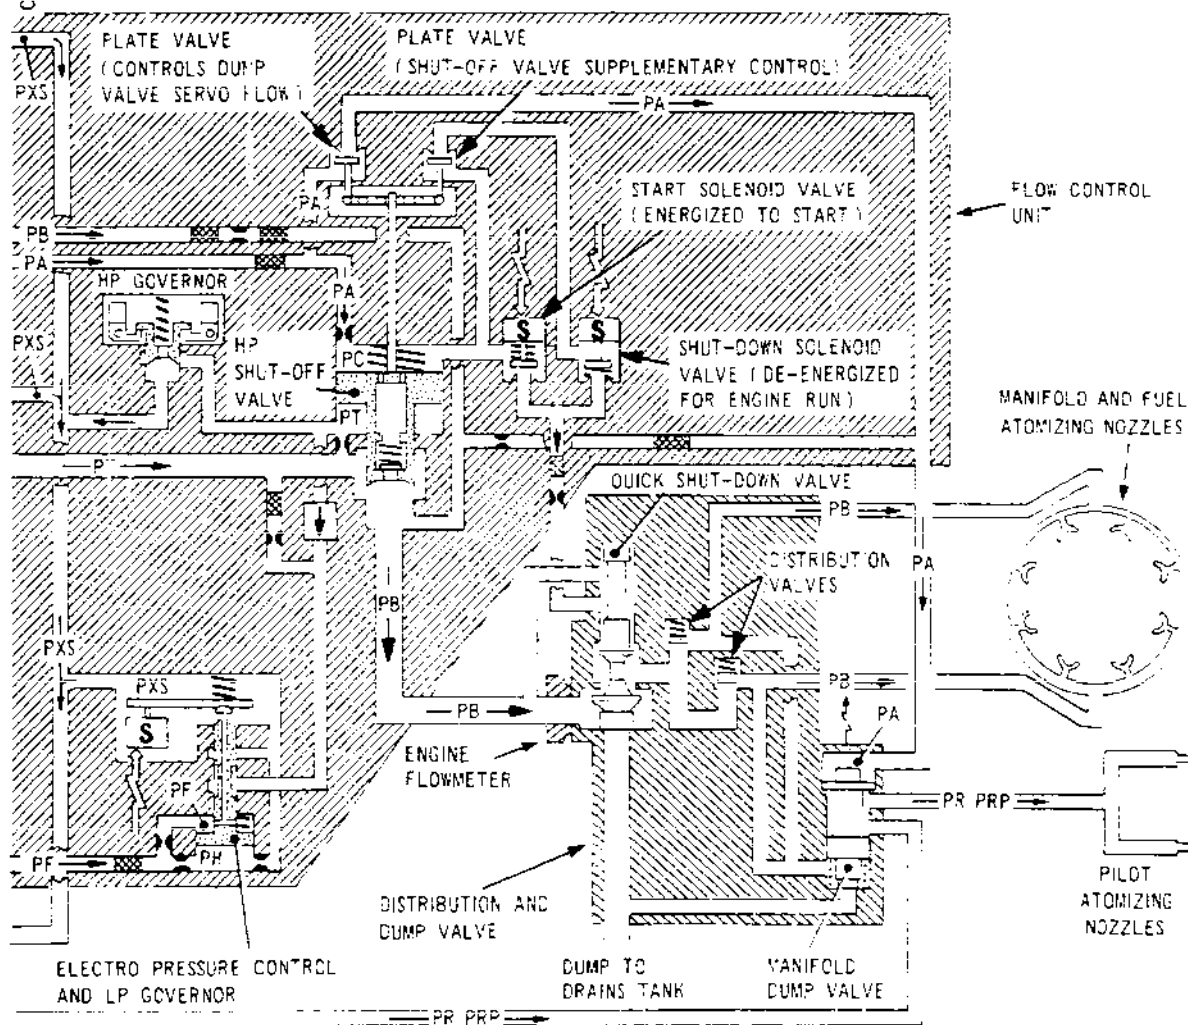 PLATE VALVE
(CONTROLS DUMP
VALVE SERVO FLOW)
PLATE VALVE
(SHUT-OFF VALVE SUPPLEMENTARY CONTROL)
PXS
PA
PA
START SOLENOID VALVE
(ENERGIZED TO START)
FLOW CONTROL
UNIT
PB
PA
HP GOVERNOR
PA
S
S
PXS
HP
SHUT-OFF
VALVE
PC
SHUT-DOWN SOLENOID
VALVE (DE-ENERGIZED
FOR ENGINE RUN)
PT
MANIFOLD AND FUEL
ATOMIZING NOZZLES
QUICK SHUT-DOWN VALVE
PB
DISTRIBUTION
VALVES
PA
PB
PXS
PXS
PB
PB
PA
S
ENGINE
FLOWMETER
PF
PR PRP
PF
PH
PILOT
ATOMIZING
NOZZLES
DISTRIBUTION AND
DUMP VALVE
ELECTRO PRESSURE CONTROL
AND LP GOVERNOR
DUMP TO
DRAINS TANK
MANIFOLD
DUMP VALVE
PR PRP